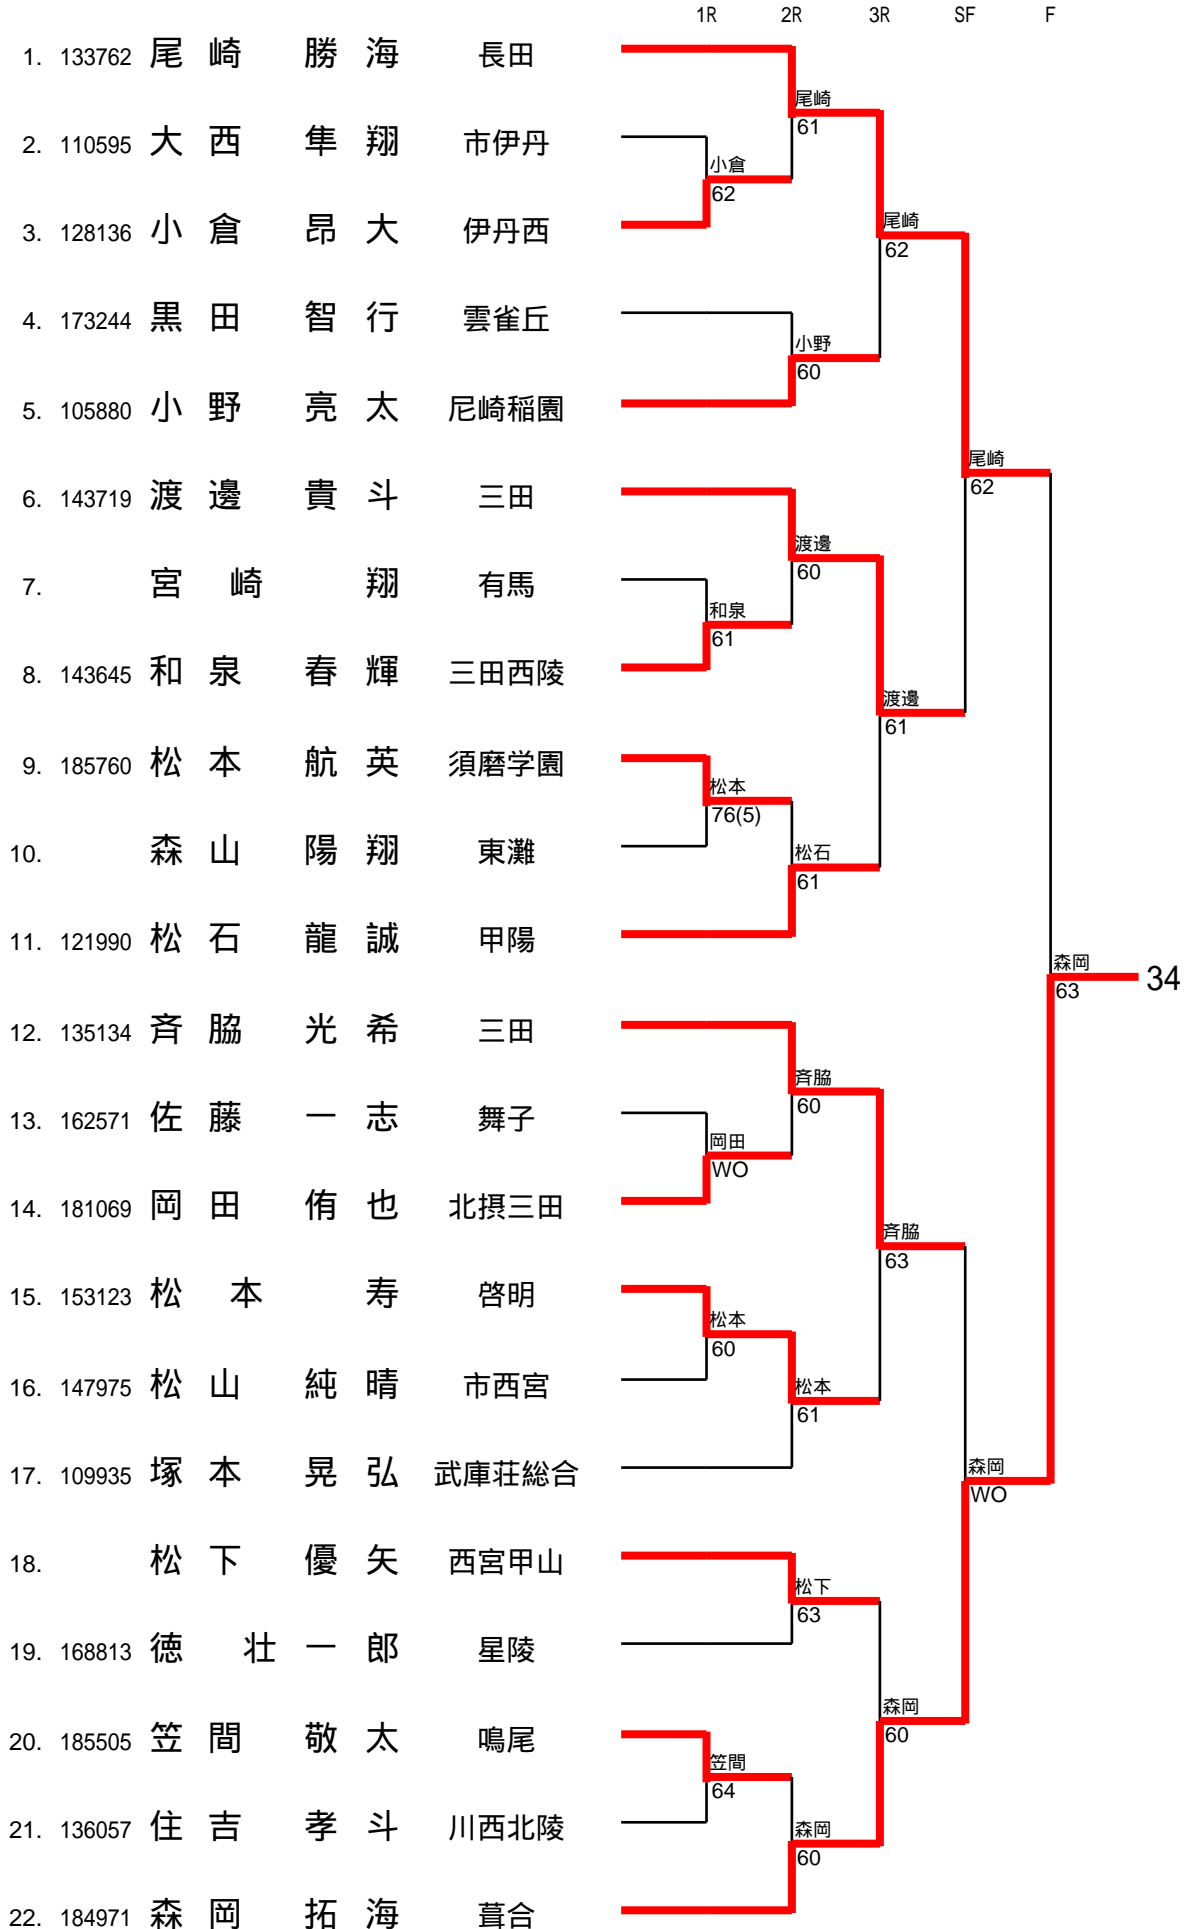 1R 2R 3R SF F
1. 133762 尾崎 勝海 長田
尾崎
61
2. 110595 大西 隼翔 市伊丹
小倉
62
3. 128136 小倉 昂大 伊丹西
尾崎
62
4. 173244 黒田 智行 雲雀丘
小野
60
5. 105880 小野 亮太 尼崎稲園
尾崎
62
6. 143719 渡邊 貴斗 三田
渡邊
60
7. 宮崎 翔 有馬
和泉
61
8. 143645 和泉 春輝 三田西陵
渡邊
61
9. 185760 松本 航英 須磨学園
松本
76(5)
10. 森山 陽翔 東灘
松石
61
11. 121990 松石 龍誠 甲陽
森岡
63
34
12. 135134 斉脇 光希 三田
斉脇
60
13. 162571 佐藤 一志 舞子
岡田
WO
14. 181069 岡田 侑也 北摂三田
斉脇
63
15. 153123 松本 寿 啓明
松本
60
16. 147975 松山 純晴 市西宮
松本
61
17. 109935 塚本 晃弘 武庫荘総合
森岡
WO
18. 松下 優矢 西宮甲山
松下
63
19. 168813 徳 壮一郎 星陵
森岡
60
20. 185505 笠間 敬太 鳴尾
笠間
64
21. 136057 住吉 孝斗 川西北陵
森岡
60
22. 184971 森岡 拓海 葺合